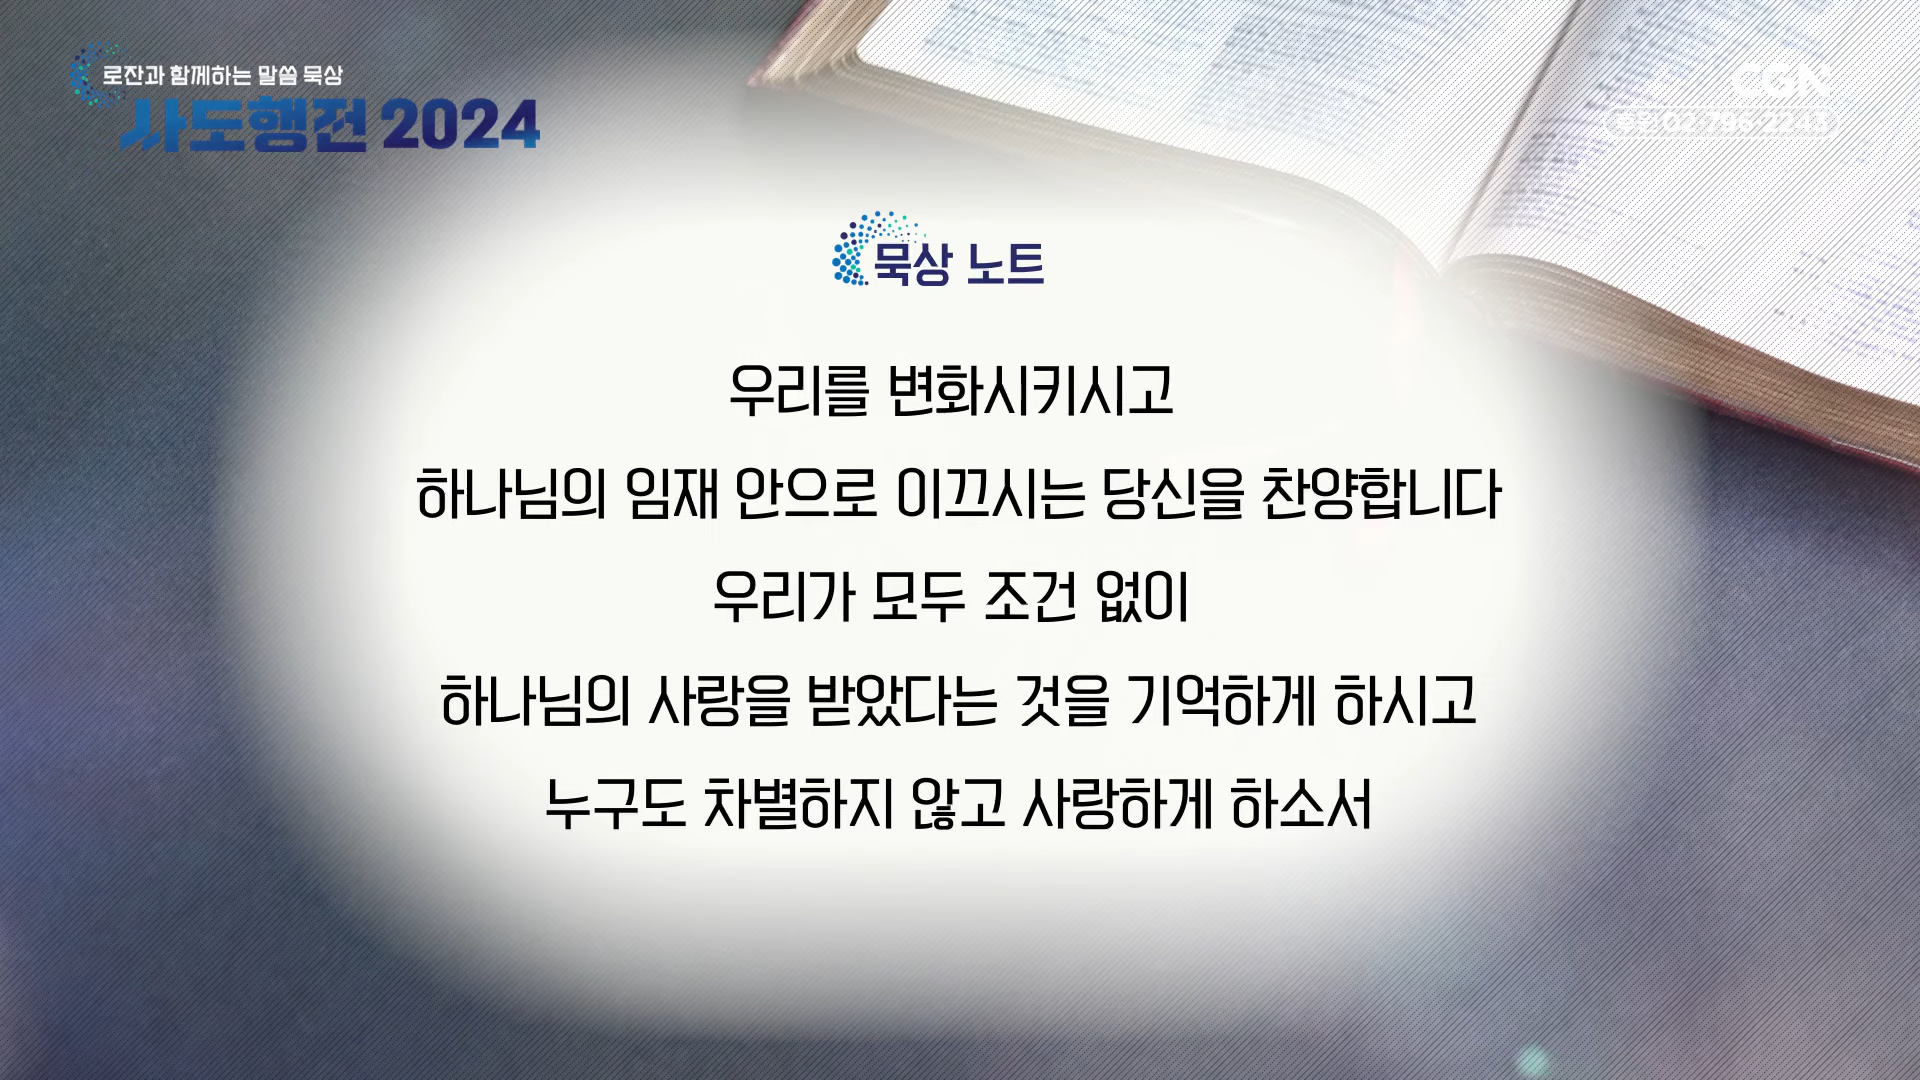 로잔과 함께하는 말씀 묵상
사도행전 2024
CGN
후원 02-796-2243
묵상 노트
우리를 변화시키시고
하나님의 임재 안으로 이끄시는 당신을 찬양합니다
우리가 모두 조건 없이
하나님의 사랑을 받았다는 것을 기억하게 하시고
누구도 차별하지 않고 사랑하게 하소서